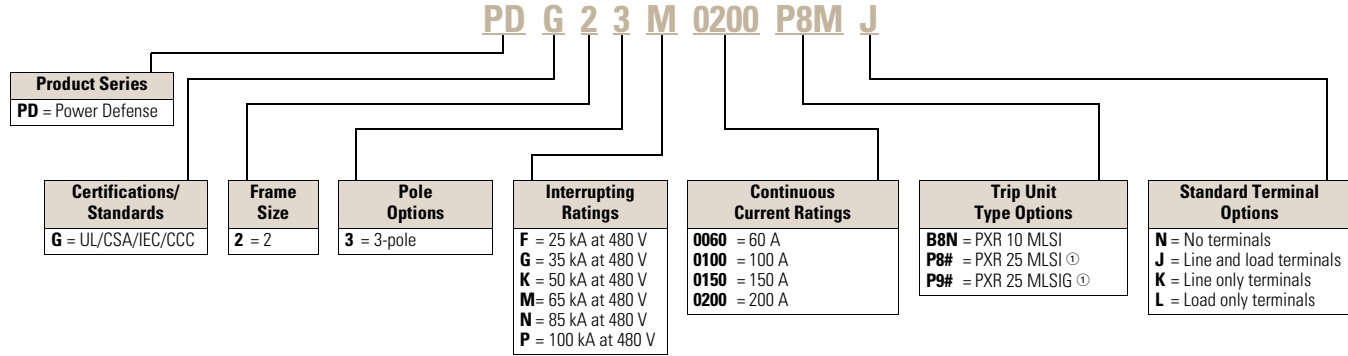 PD G 2 3 M 0200 P8M J
Product Series
PD = Power Defense
Certifications/
Standards
G = UL/CSA/IEC/CCC
Frame
Size
2 = 2
Pole
Options
3 = 3-pole
Interrupting
Ratings
F = 25 kA at 480 V
G = 35 kA at 480 V
K = 50 kA at 480 V
M= 65 kA at 480 V
N = 85 kA at 480 V
P = 100 kA at 480 V
Continuous
Current Ratings
0060 = 60 A
0100 = 100 A
0150 = 150 A
0200 = 200 A
Trip Unit
Type Options
B8N = PXR 10 MLSI
P8# = PXR 25 MLSI ①
P9# = PXR 25 MLSIG ①
Standard Terminal
Options
N = No terminals
J = Line and load terminals
K = Line only terminals
L = Load only terminals